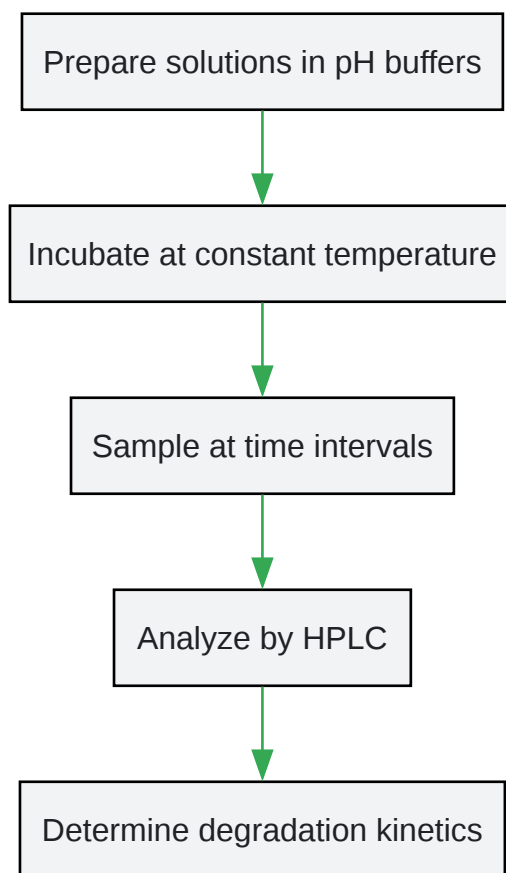 Prepare solutions in pH buffers
Incubate at constant temperature
Sample at time intervals
Analyze by HPLC
Determine degradation kinetics